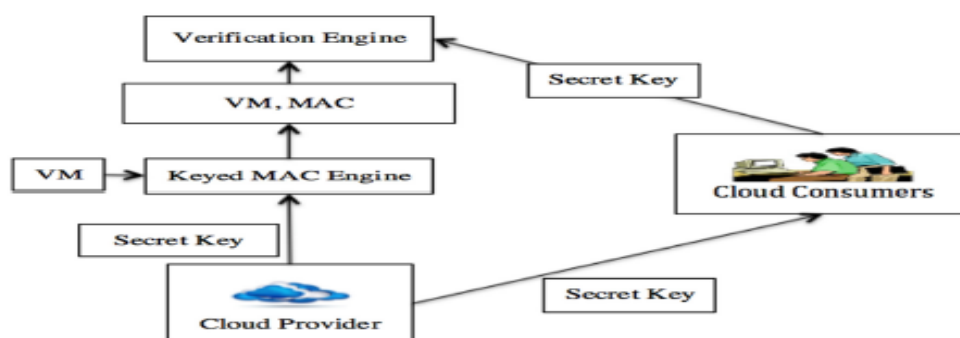 Verification Engine
Secret Key
VM, MAC
VM
Keyed MAC Engine
Cloud Consumers
Secret Key
Secret Key
Cloud Provider